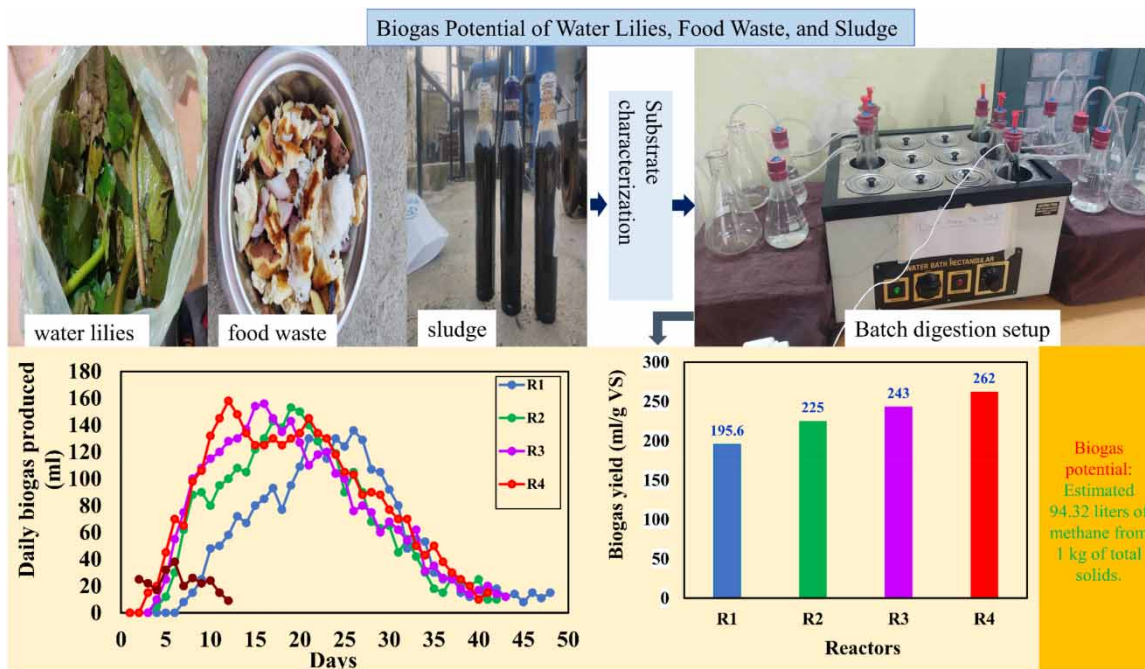 Biogas Potential of Water Lilies, Food Waste, and Sludge
water lilies
food waste
sludge
Substrate
characterization
WATER BATH RECTANGULAR
Batch digestion setup
Daily biogas produced
(ml)
180
160
140
120
100
80
60
40
20
0
0 5 10 15 20 25 30 35 40 45 50
Days
R1
R2
R3
R4
Biogas yield (ml/g VS)
300
250
200
150
100
50
0
195.6
225
243
262
R1 R2 R3 R4
Reactors
Biogas
potential:
Estimated
94.32 liters of
methane from
1 kg of total
solids.